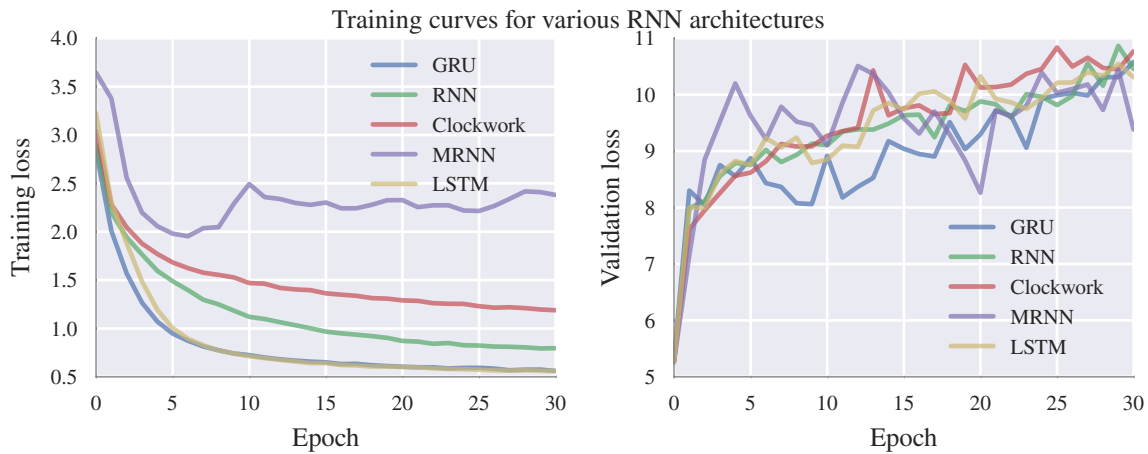 Training curves for various RNN architectures
4.0
3.5
3.0
2.5
2.0
1.5
1.0
0.5
Training loss
GRU
RNN
Clockwork
MRNN
LSTM
0 5 10 15 20 25 30
Epoch
11
10
9
8
7
6
5
Validation loss
GRU
RNN
Clockwork
MRNN
LSTM
0 5 10 15 20 25 30
Epoch